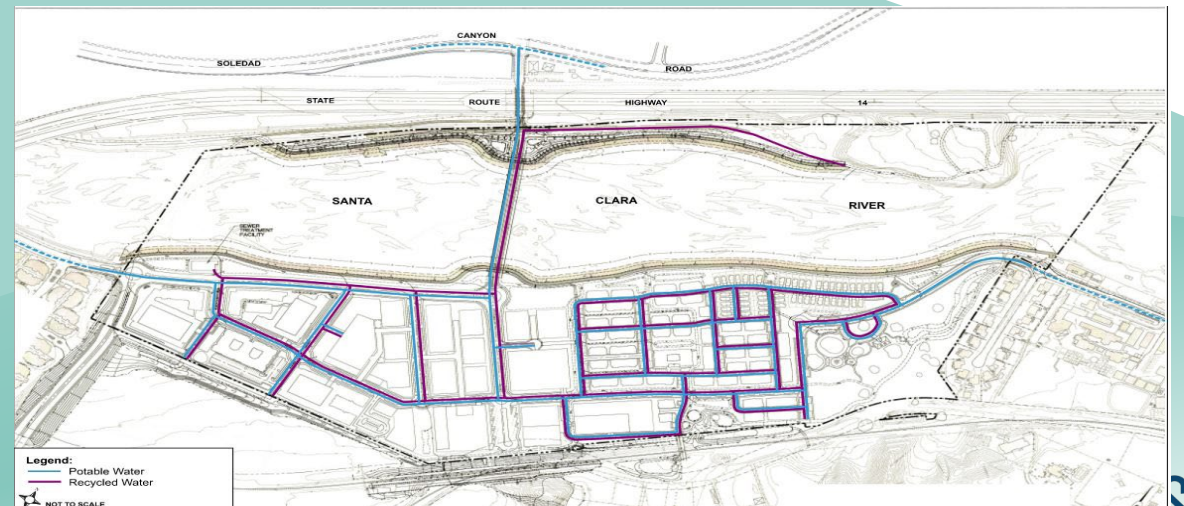 CANYON
SOLEDAD
ROAD
STATE ROUTE HIGHWAY 14
SANTA CLARA RIVER
SEWER
TREATMENT
FACILITY
Legend:
Potable Water
Recycled Water
NOT TO SCALE